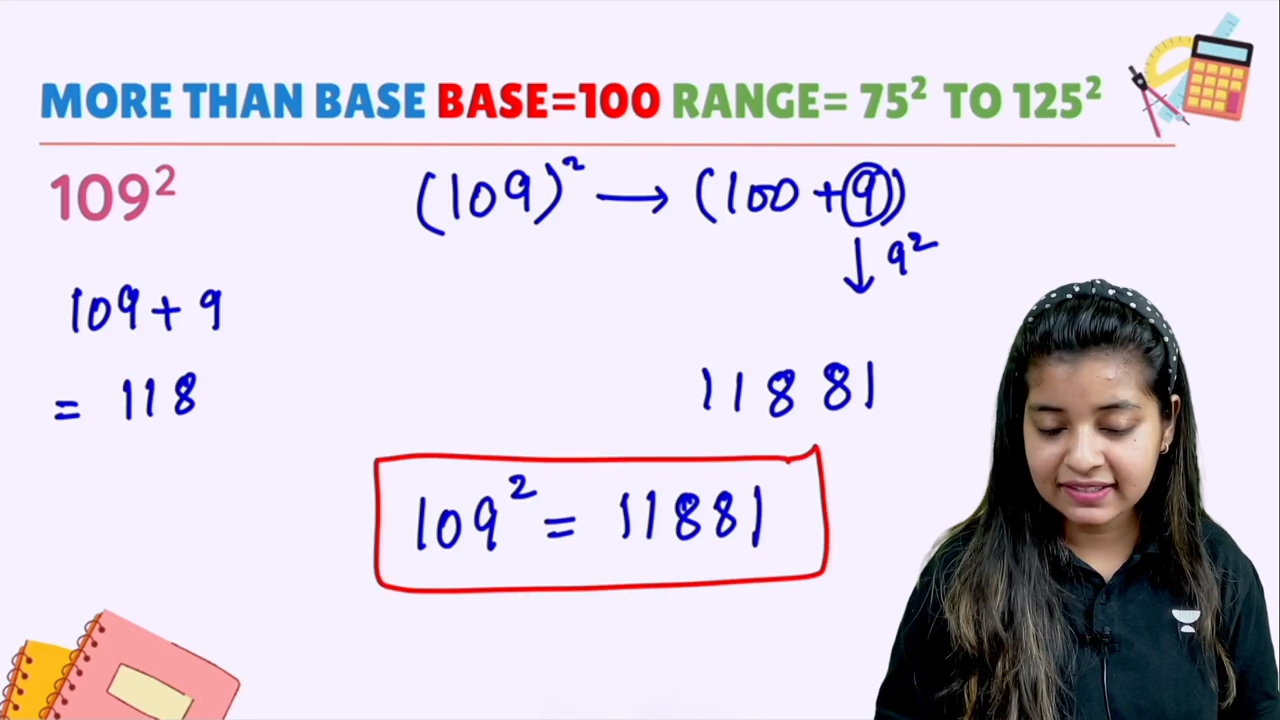 MORE THAN BASE BASE=100 RANGE= 75² TO 125²
109²
(109)² → (100 + 9)
↓ 9²
109 + 9
= 118
11881
109² = 11881